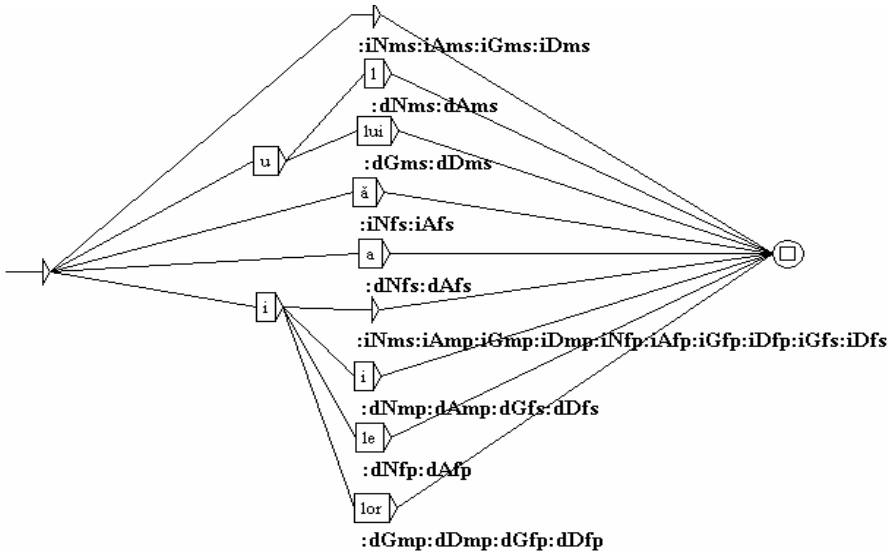 :iNms:iAms:iGms:iDms
l
:dNms:dAms
lui
u
:dGms:dDms
ă
:iNfs:iAfs
a
:dNfs:dAfs
i
:iNms:iAmp:iGmp:iDmp:iNfp:iAfp:iGfp:iDfp:iGfs:iDfs
i
:dNmp:dAmp:dGfs:dDfs
le
:dNfp:dAfp
lor
:dGmp:dDmp:dGfp:dDfp